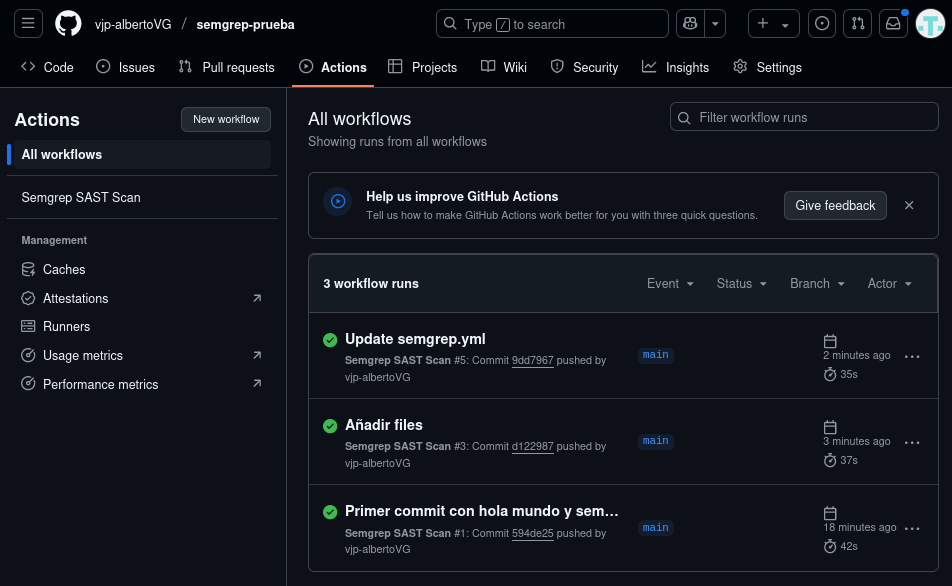 vjp-albertoVG / semgrep-prueba
Type / to search
Code
Issues
Pull requests
Actions
Projects
Wiki
Security
Insights
Settings
Actions
New workflow
All workflows
Semgrep SAST Scan
Management
Caches
Attestations
Runners
Usage metrics
Performance metrics
All workflows
Filter workflow runs
Showing runs from all workflows
Help us improve GitHub Actions
Tell us how to make GitHub Actions work better for you with three quick questions.
Give feedback
3 workflow runs
Event
Status
Branch
Actor
Update semgrep.yml
Semgrep SAST Scan #5: Commit 9dd7967 pushed by
vjp-albertoVG
main
2 minutes ago
35s
Añadir files
Semgrep SAST Scan #3: Commit d122987 pushed by
vjp-albertoVG
main
3 minutes ago
37s
Primer commit con hola mundo y sem...
Semgrep SAST Scan #1: Commit 594de25 pushed by
vjp-albertoVG
main
18 minutes ago
42s